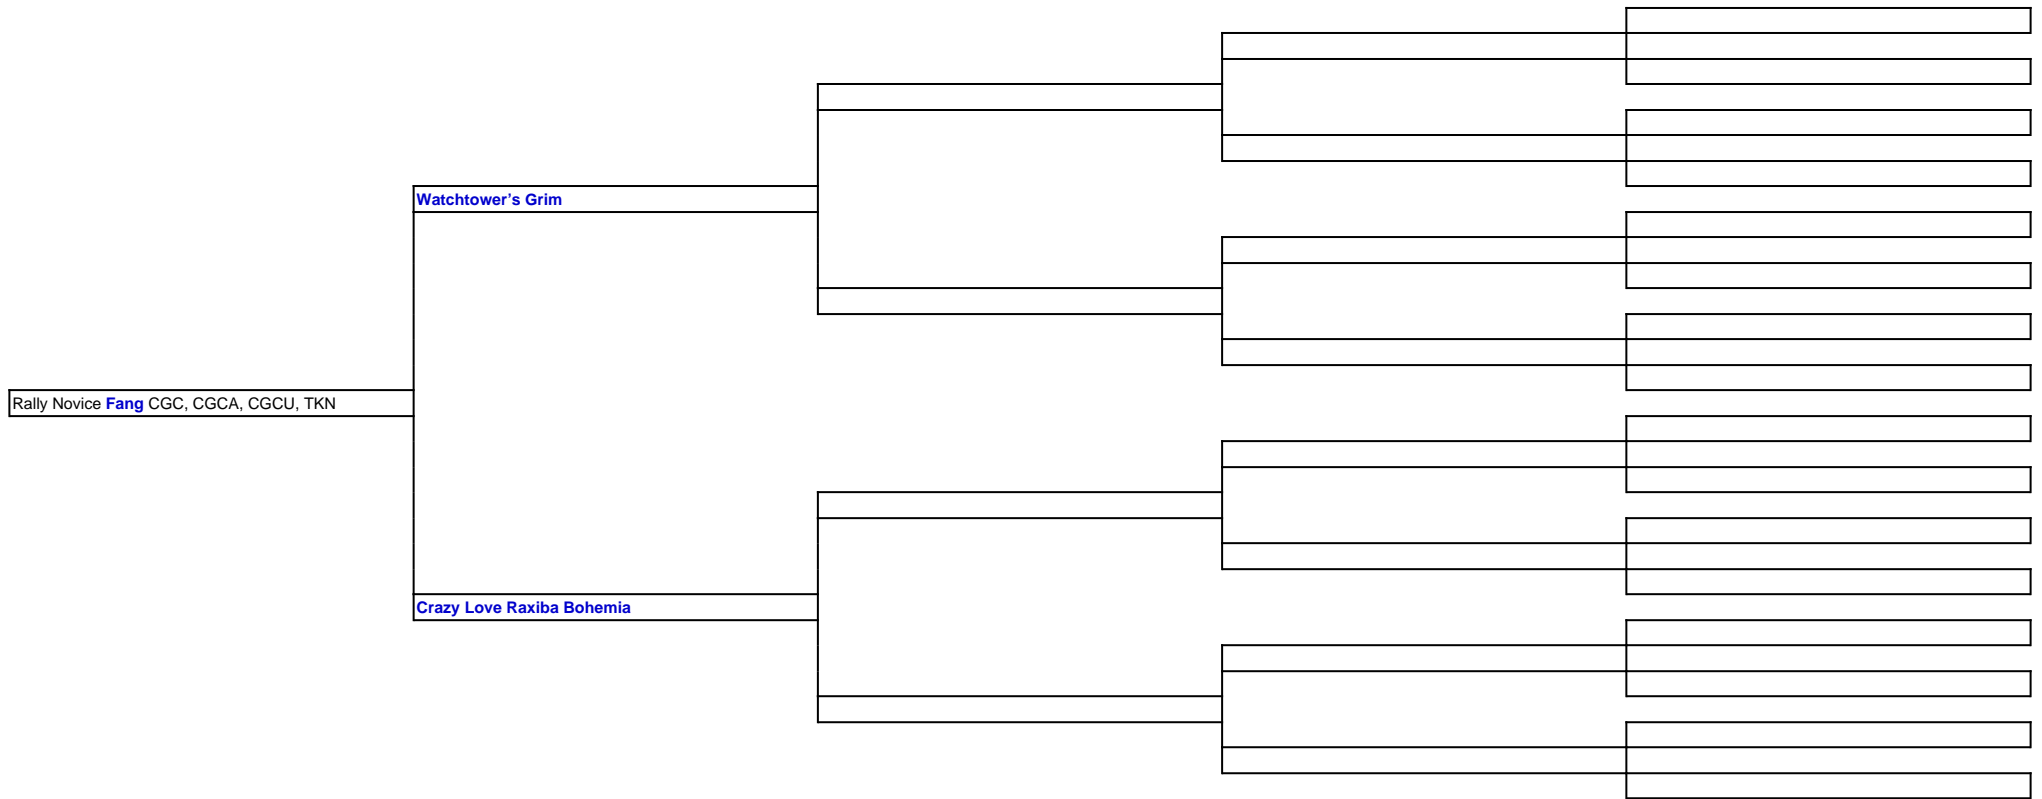 Watchtower’s Grim
Rally Novice Fang CGC, CGCA, CGCU, TKN
Crazy Love Raxiba Bohemia